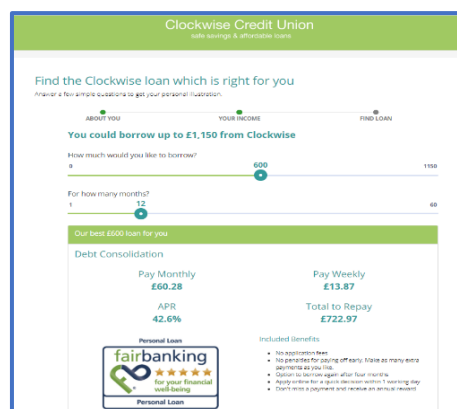 Clockwise Credit Union
safe savings & affordable loans
Find the Clockwise loan which is right for you
Answer a few simple questions to get your personal illustration.
ABOUT YOU YOUR INCOME FIND LOAN
You could borrow up to £1,150 from Clockwise
How much would you like to borrow?
0 600 1150
For how many months?
1 12 60
Our best £600 loan for you
Debt Consolidation
Pay Monthly Pay Weekly
£60.28 £13.87
APR Total to Repay
42.6% £722.97
Personal Loan
fairbanking
for your financial
well-being
Personal Loan
Included Benefits
No application fees
No penalties for paying off early. Make as many extra
payments as you like.
Option to borrow again after four months
Apply online for a quick decision within 1 working day
Don't miss a payment and receive an annual reward